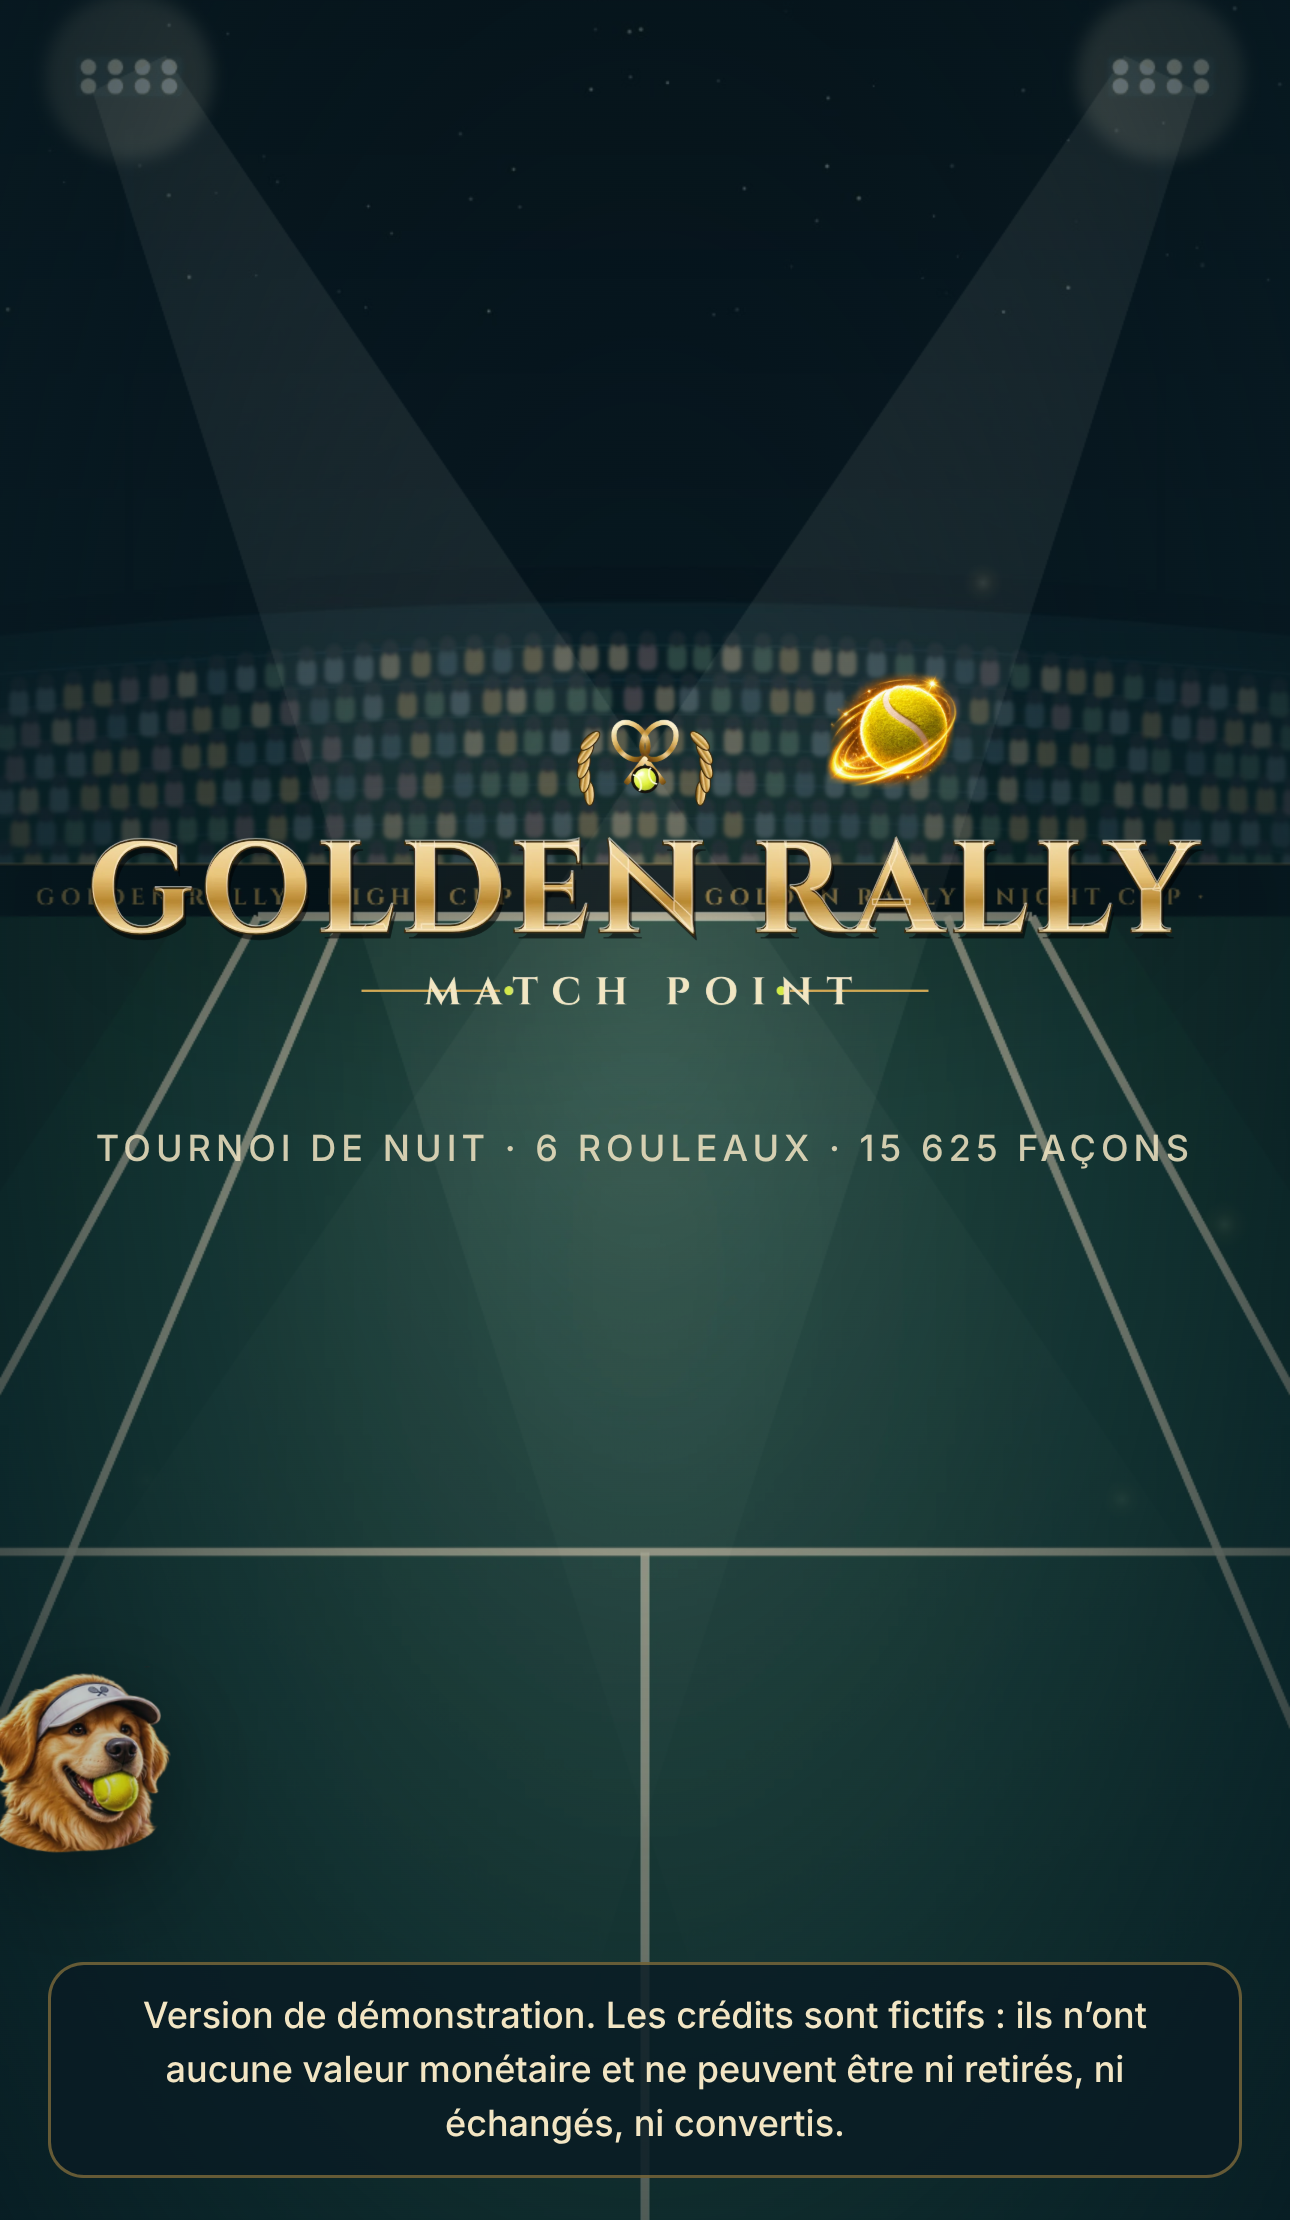 GOLDEN RALLY
MATCH POINT
TOURNOI DE NUIT · 6 ROULEAUX · 15 625 FAÇONS
Version de démonstration. Les crédits sont fictifs : ils n’ont
aucune valeur monétaire et ne peuvent être ni retirés, ni
échangés, ni convertis.